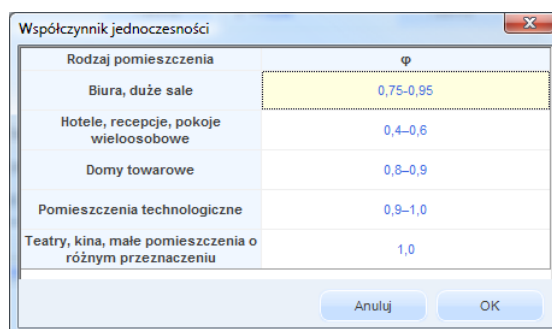 Współczynnik jednoczesności
Rodzaj pomieszczenia φ
Biura, duże sale 0,75-0,95
Hotele, recepcje, pokoje
wieloosobowe 0,4–0,6
Domy towarowe 0,8–0,9
Pomieszczenia technologiczne 0,9–1,0
Teatry, kina, małe pomieszczenia o
różnym przeznaczeniu 1,0
Anuluj OK